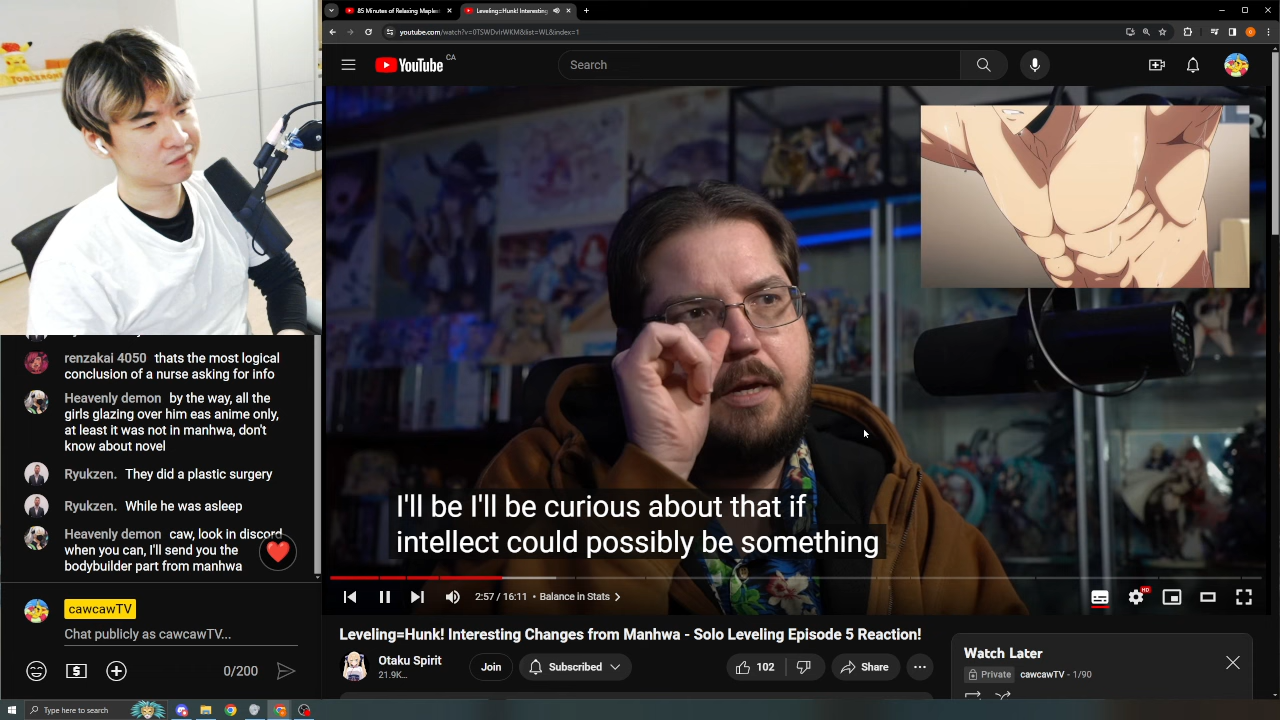 85 Minutes of Relaxing Maples
Leveling=Hunk! Interesting
youtube.com/watch?v=0TSWDvIrWKM&list=WL&index=1
YouTube CA
Search
renzakai 4050 thats the most logical
conclusion of a nurse asking for info
Heavenly demon by the way, all the
girls glazing over him eas anime only,
at least it was not in manhwa, don't
know about novel
Ryukzen. They did a plastic surgery
Ryukzen. While he was asleep
Heavenly demon caw, look in discord
when you can, I'll send you the
bodybuilder part from manhwa
cawcawTV
Chat publicly as cawcawTV...
0/200
I'll be I'll be curious about that if
intellect could possibly be something
2:57 / 16:11 • Balance in Stats
HD
Leveling=Hunk! Interesting Changes from Manhwa - Solo Leveling Episode 5 Reaction!
Otaku Spirit
21.9K...
Join
Subscribed
102
Share
Watch Later
Private cawcawTV - 1/90
Type here to search